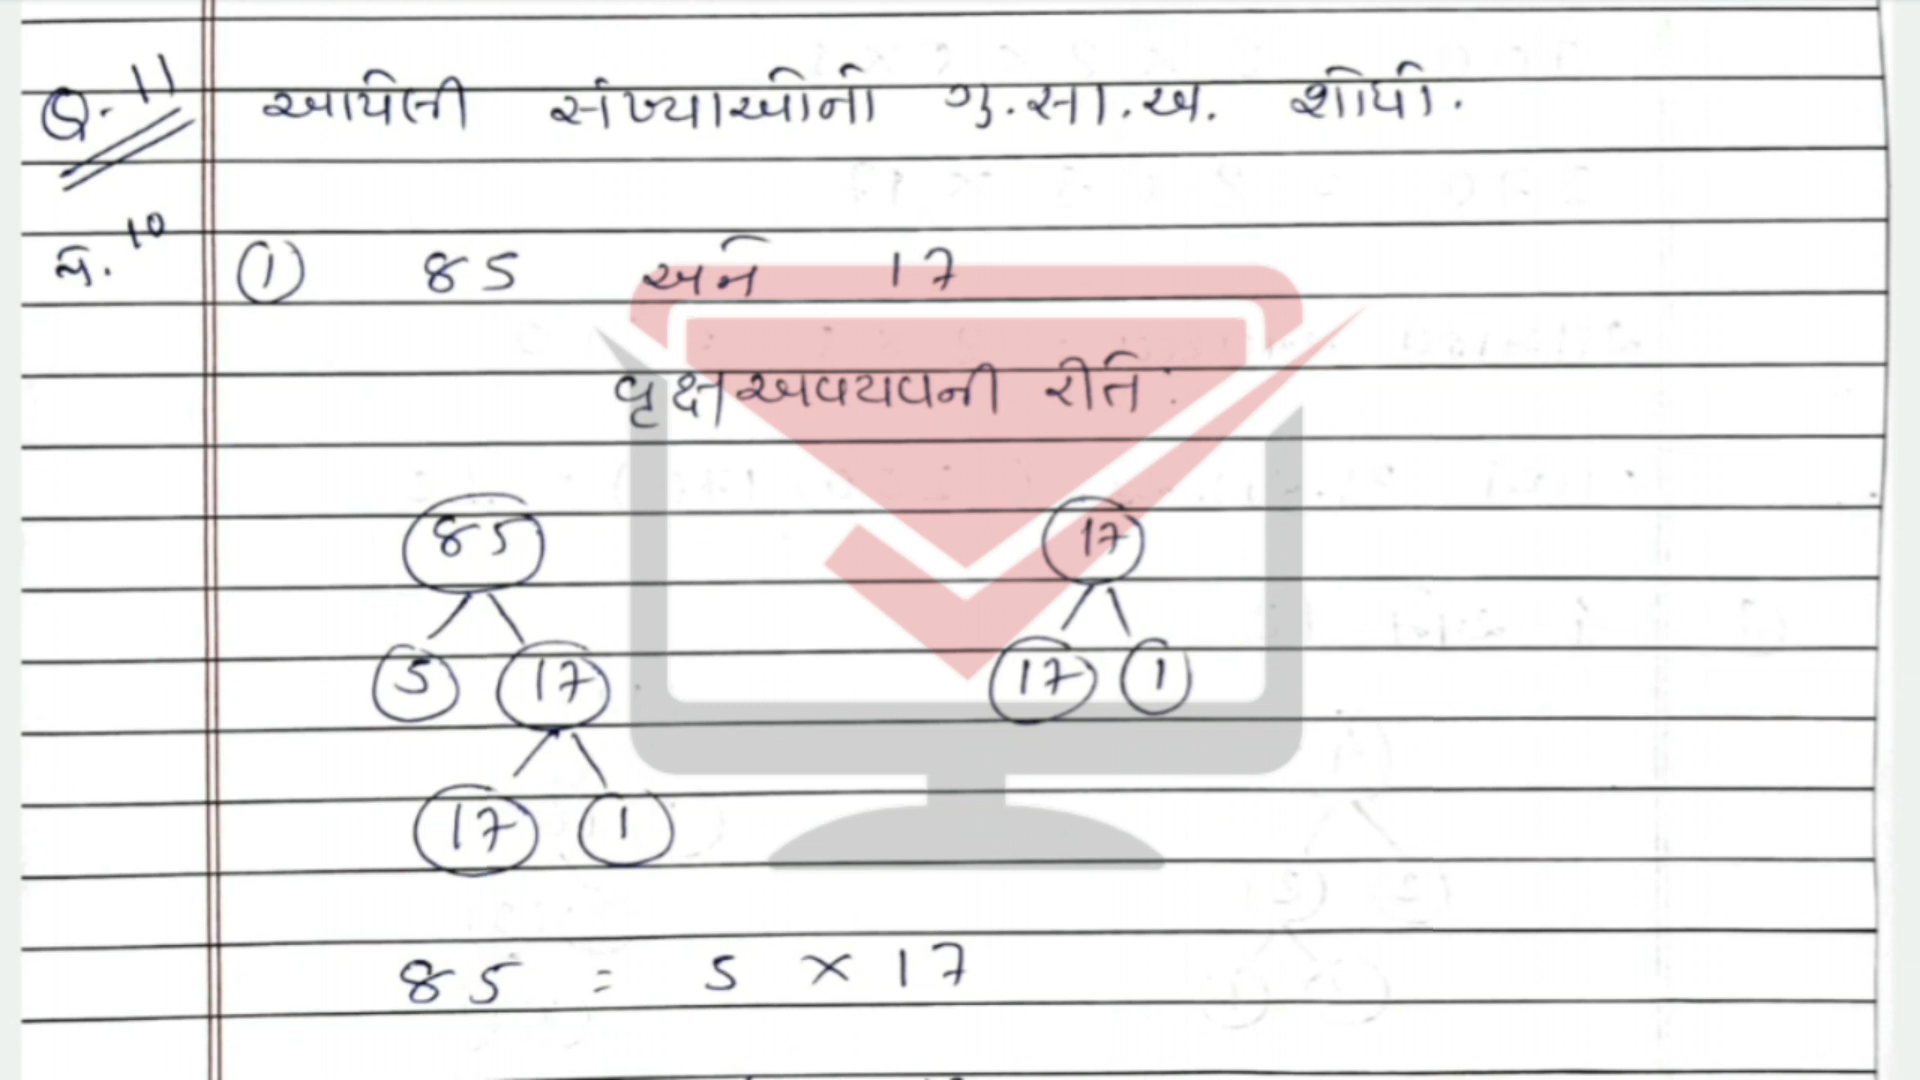 Q.11 આપેલી સંખ્યાઓનો ગુ.સા.અ. શોધો.
સ્વા.10 ① 85 અને 17
વૃક્ષ અવયવની રીતે:
85 17
5 17 17 1
17 1
85 = 5 × 17